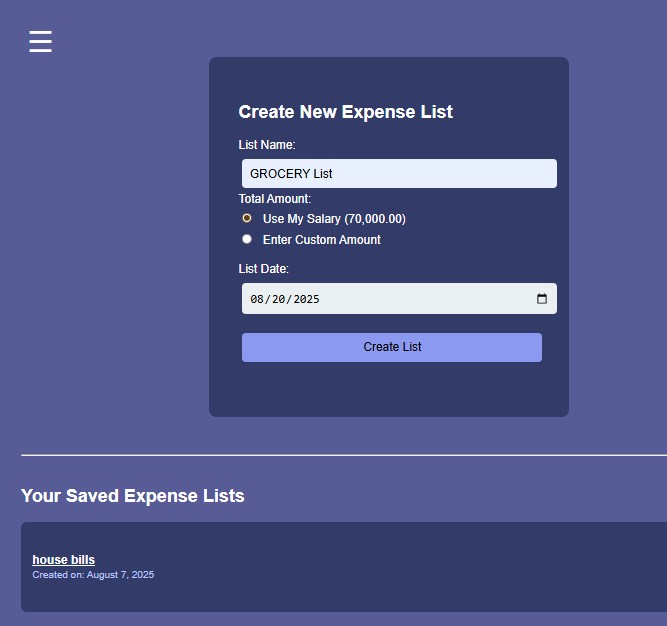 Create New Expense List
List Name:
GROCERY List
Total Amount:
Use My Salary (70,000.00)
Enter Custom Amount
List Date:
08/20/2025
Create List
Your Saved Expense Lists
house bills
Created on: August 7, 2025